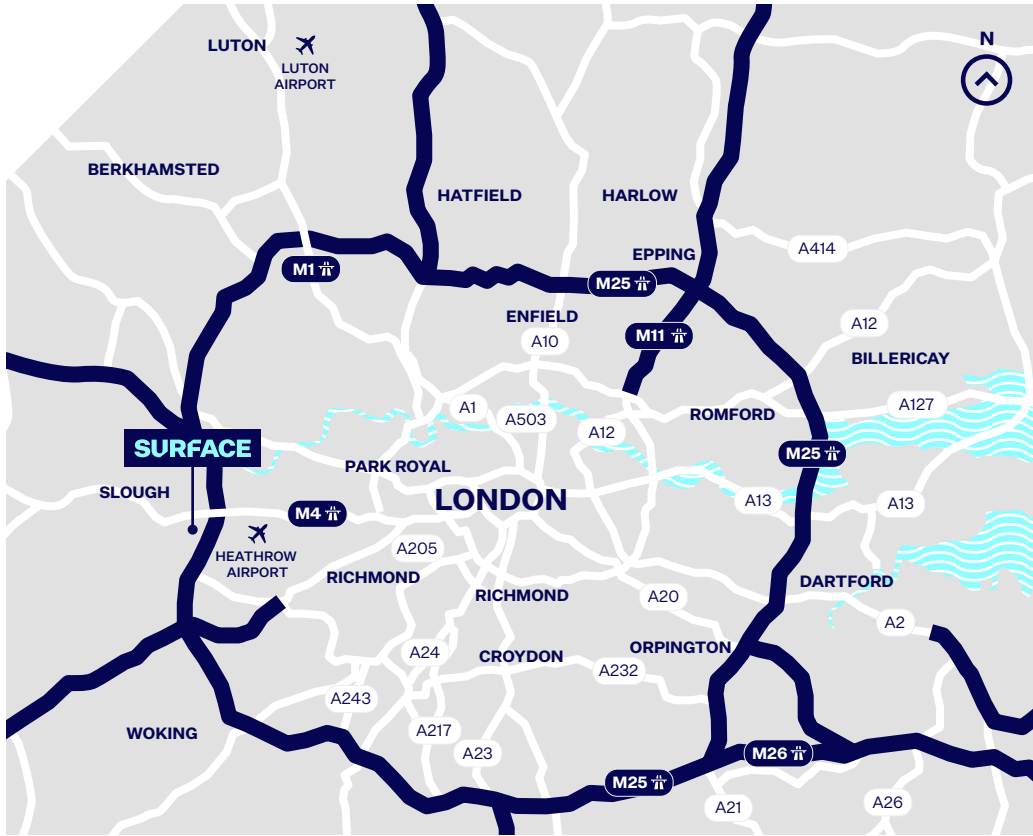 N
LUTON
LUTON
AIRPORT
BERKHAMSTED
HATFIELD
HARLOW
EPPING
A414
M1
M25
ENFIELD
A10
M11
A12
BILLERICAY
A1
A503
A12
ROMFORD
A127
SURFACE
PARK ROYAL
M25
SLOUGH
LONDON
M4
A13
A13
HEATHROW
AIRPORT
A205
RICHMOND
RICHMOND
DARTFORD
A20
A2
A24
CROYDON
ORPINGTON
A232
A243
WOKING
A217
A23
M26
M25
A21
A26